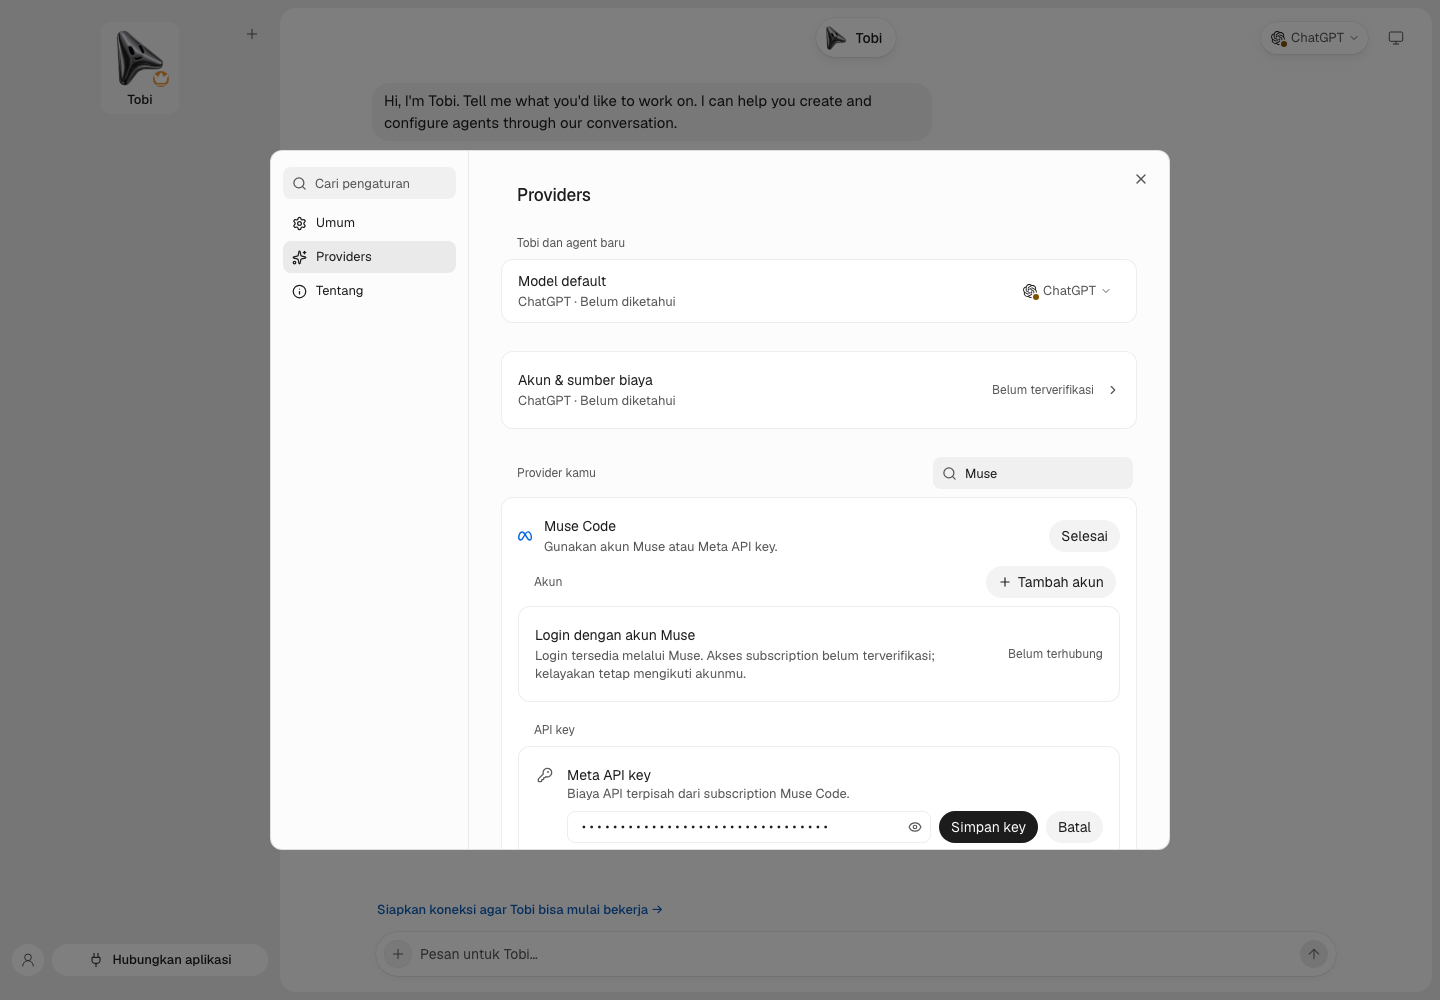 Tobi
Tobi
ChatGPT
Hi, I'm Tobi. Tell me what you'd like to work on. I can help you create and
configure agents through our conversation.
Cari pengaturan
Umum
Providers
Tentang
Providers
Tobi dan agent baru
Model default
ChatGPT · Belum diketahui
ChatGPT
Akun & sumber biaya
ChatGPT · Belum diketahui
Belum terverifikasi
Provider kamu
Muse
Muse Code
Gunakan akun Muse atau Meta API key.
Selesai
Akun
Tambah akun
Login dengan akun Muse
Login tersedia melalui Muse. Akses subscription belum terverifikasi;
kelayakan tetap mengikuti akunmu.
Belum terhubung
API key
Meta API key
Biaya API terpisah dari subscription Muse Code.
Simpan key
Batal
Siapkan koneksi agar Tobi bisa mulai bekerja →
Hubungkan aplikasi
Pesan untuk Tobi...